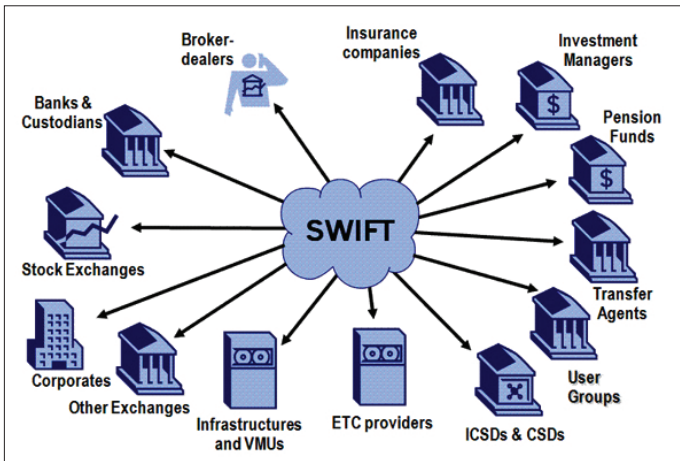 Broker-
dealers
Insurance
companies
Investment
Managers
Banks &
Custodians
Pension
Funds
SWIFT
Stock Exchanges
Transfer
Agents
Corporates
Other Exchanges
Infrastructures
and VMUs
ETC providers
ICSDs & CSDs
User
Groups